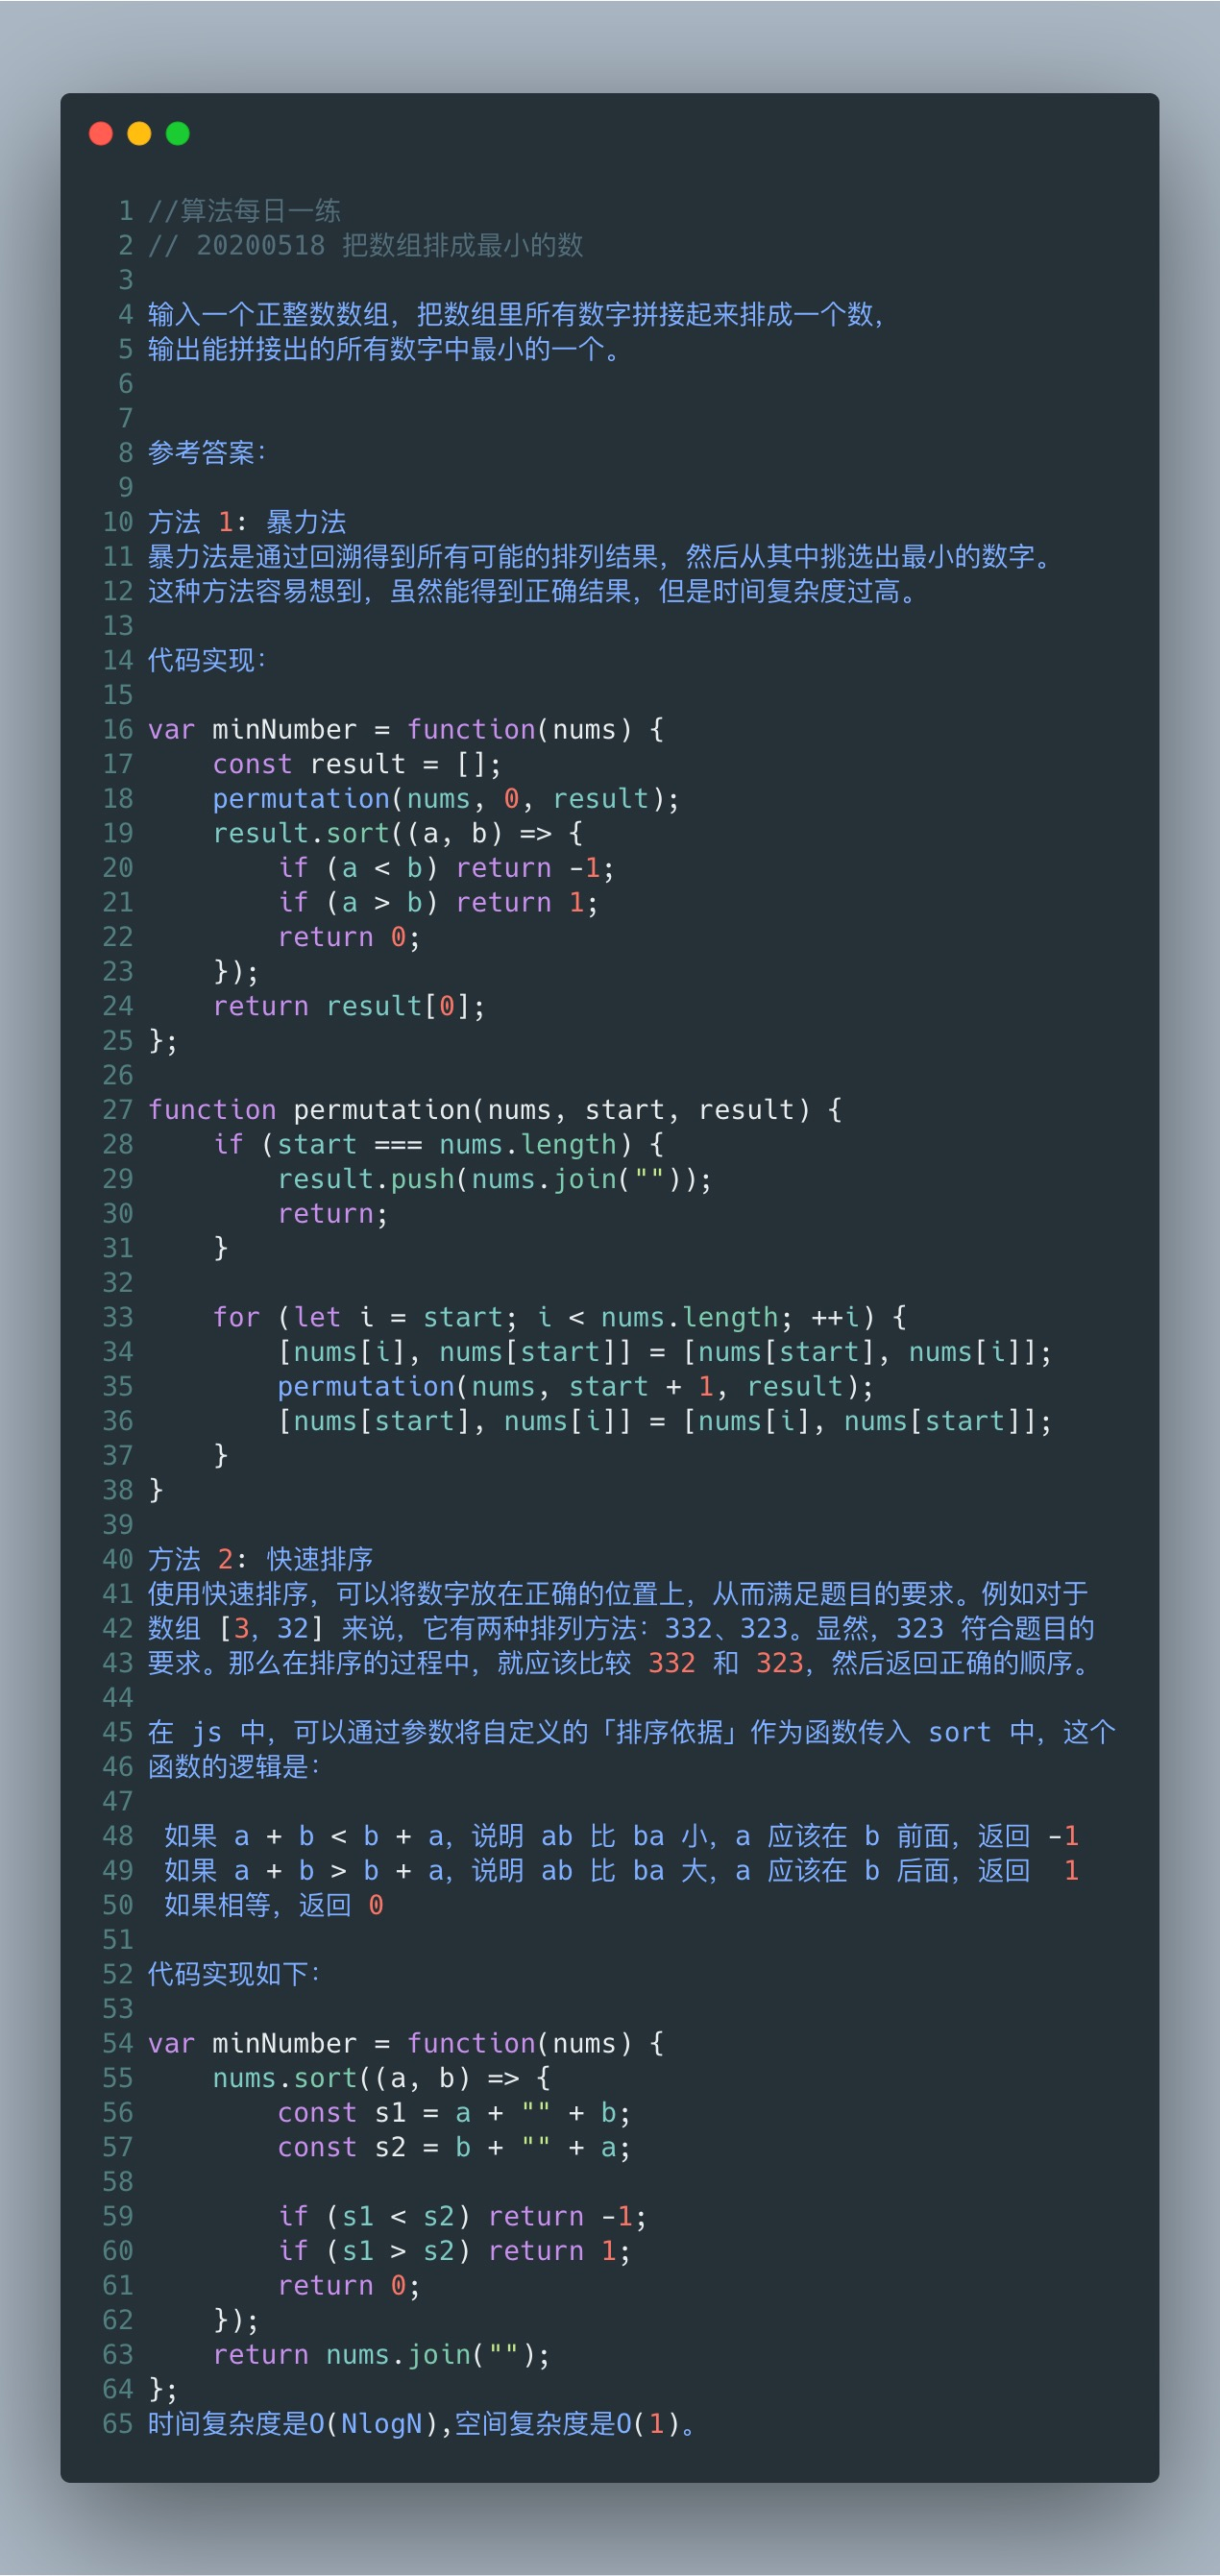 1 //算法每日一练
2 // 20200518 把数组排成最小的数
3
4 输入一个正整数数组，把数组里所有数字拼接起来排成一个数，
5 输出能拼接出的所有数字中最小的一个。
6
7
8 参考答案：
9
10 方法 1: 暴力法
11 暴力法是通过回溯得到所有可能的排列结果，然后从其中挑选出最小的数字。
12 这种方法容易想到，虽然能得到正确结果，但是时间复杂度过高。
13
14 代码实现：
15
16 var minNumber = function(nums) {
17     const result = [];
18     permutation(nums, 0, result);
19     result.sort((a, b) => {
20         if (a < b) return -1;
21         if (a > b) return 1;
22         return 0;
23     });
24     return result[0];
25 };
26
27 function permutation(nums, start, result) {
28     if (start === nums.length) {
29         result.push(nums.join(""));
30         return;
31     }
32
33     for (let i = start; i < nums.length; ++i) {
34         [nums[i], nums[start]] = [nums[start], nums[i]];
35         permutation(nums, start + 1, result);
36         [nums[start], nums[i]] = [nums[i], nums[start]];
37     }
38 }
39
40 方法 2: 快速排序
41 使用快速排序，可以将数字放在正确的位置上，从而满足题目的要求。例如对于
42 数组 [3, 32] 来说，它有两种排列方法：332、323。显然，323 符合题目的
43 要求。那么在排序的过程中，就应该比较 332 和 323，然后返回正确的顺序。
44
45 在 js 中，可以通过参数将自定义的「排序依据」作为函数传入 sort 中，这个
46 函数的逻辑是：
47
48  如果 a + b < b + a，说明 ab 比 ba 小，a 应该在 b 前面，返回 -1
49  如果 a + b > b + a，说明 ab 比 ba 大，a 应该在 b 后面，返回  1
50  如果相等，返回 0
51
52 代码实现如下：
53
54 var minNumber = function(nums) {
55     nums.sort((a, b) => {
56         const s1 = a + "" + b;
57         const s2 = b + "" + a;
58
59         if (s1 < s2) return -1;
60         if (s1 > s2) return 1;
61         return 0;
62     });
63     return nums.join("");
64 };
65 时间复杂度是O(NlogN),空间复杂度是O(1)。